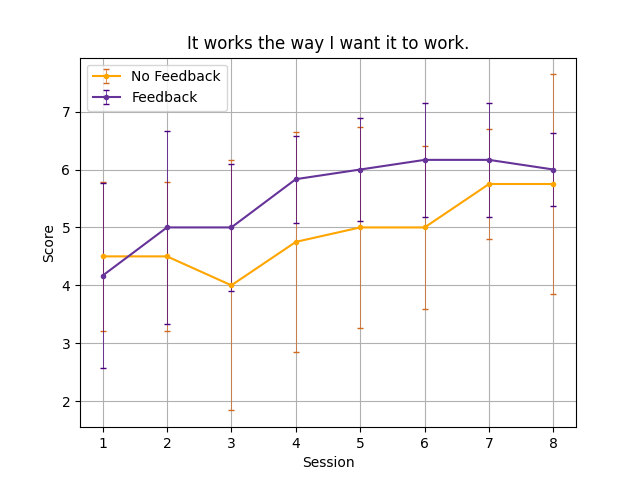 It works the way I want it to work.
No Feedback
Feedback
7
6
5
4
3
2
Score
1 2 3 4 5 6 7 8
Session